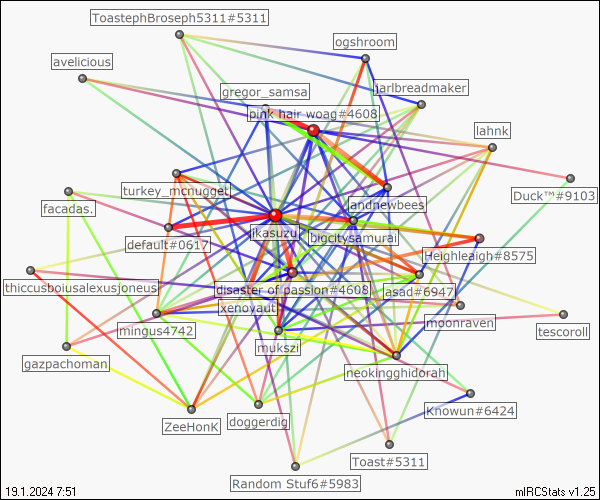 ToastephBroseph5311#5311
ogshroom
avelicious
gregor_samsa
jarlbreadmaker
pink hair woag#4608
lahnk
turkey_mcnugget
andnewbees
Duck™#9103
facadas.
ikasuzu
bigcitysamurai
default#0617
Heighleaigh#8575
thiccusboiusalexusjoneus
disaster of passion#4608
asad#6947
xenovaut
moonraven
mingus4742
tescoroll
mukszi
gazpachoman
neokingghidorah
doggerdig
Knowun#6424
ZeeHonK
Toast#5311
Random Stuf6#5983
19.1.2024 7:51
mIRCStats v1.25